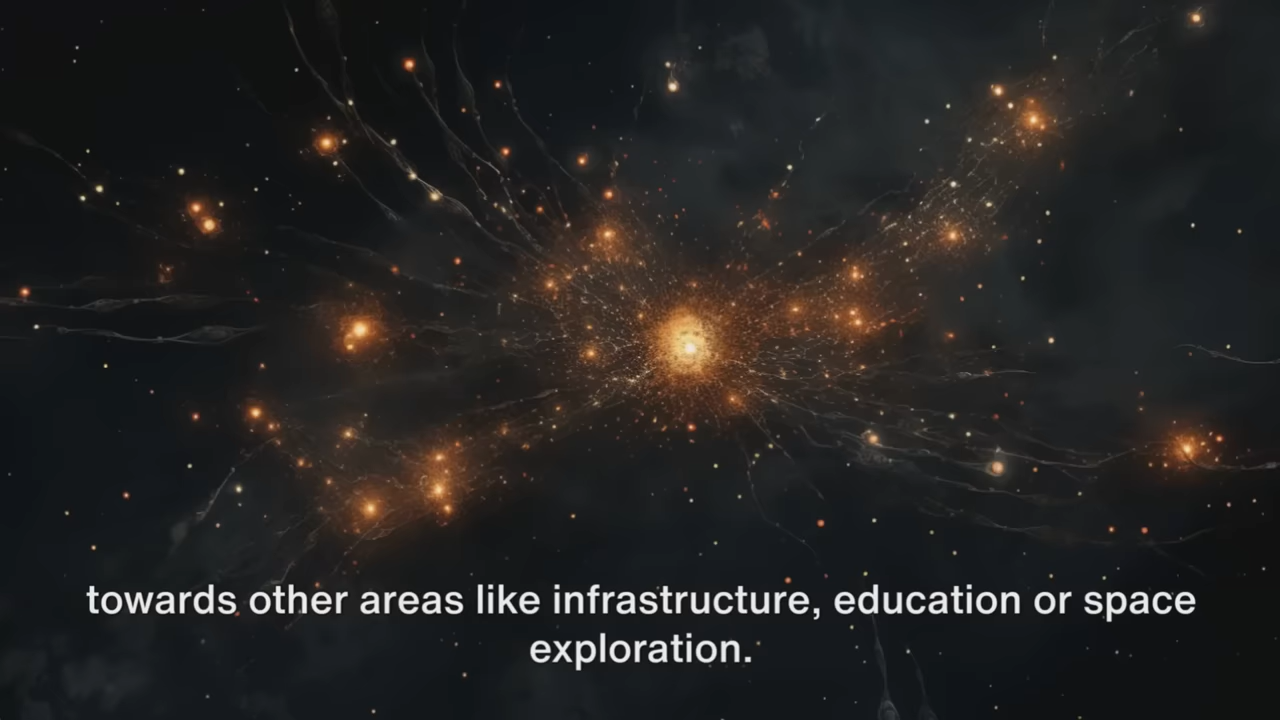 towards other areas like infrastructure, education or space
exploration.